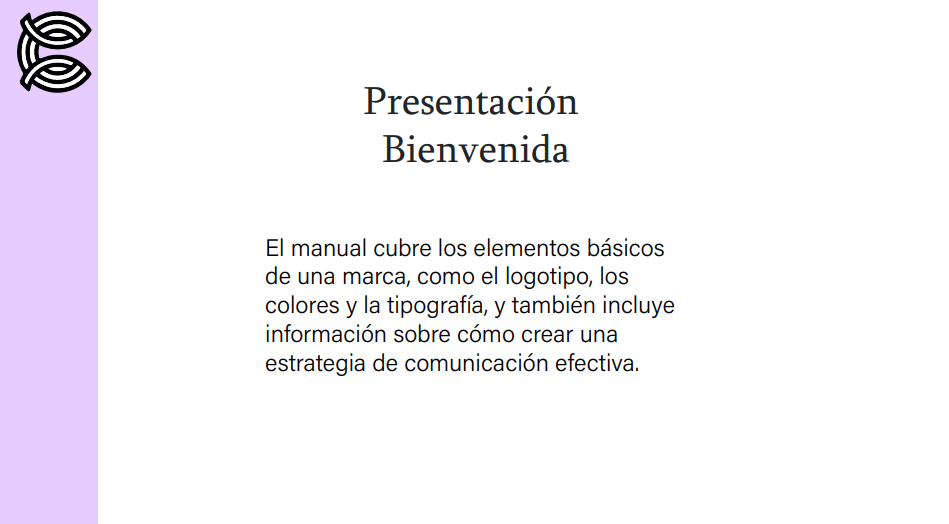 Presentación
Bienvenida
El manual cubre los elementos básicos
de una marca, como el logotipo, los
colores y la tipografía, y también incluye
información sobre cómo crear una
estrategia de comunicación efectiva.